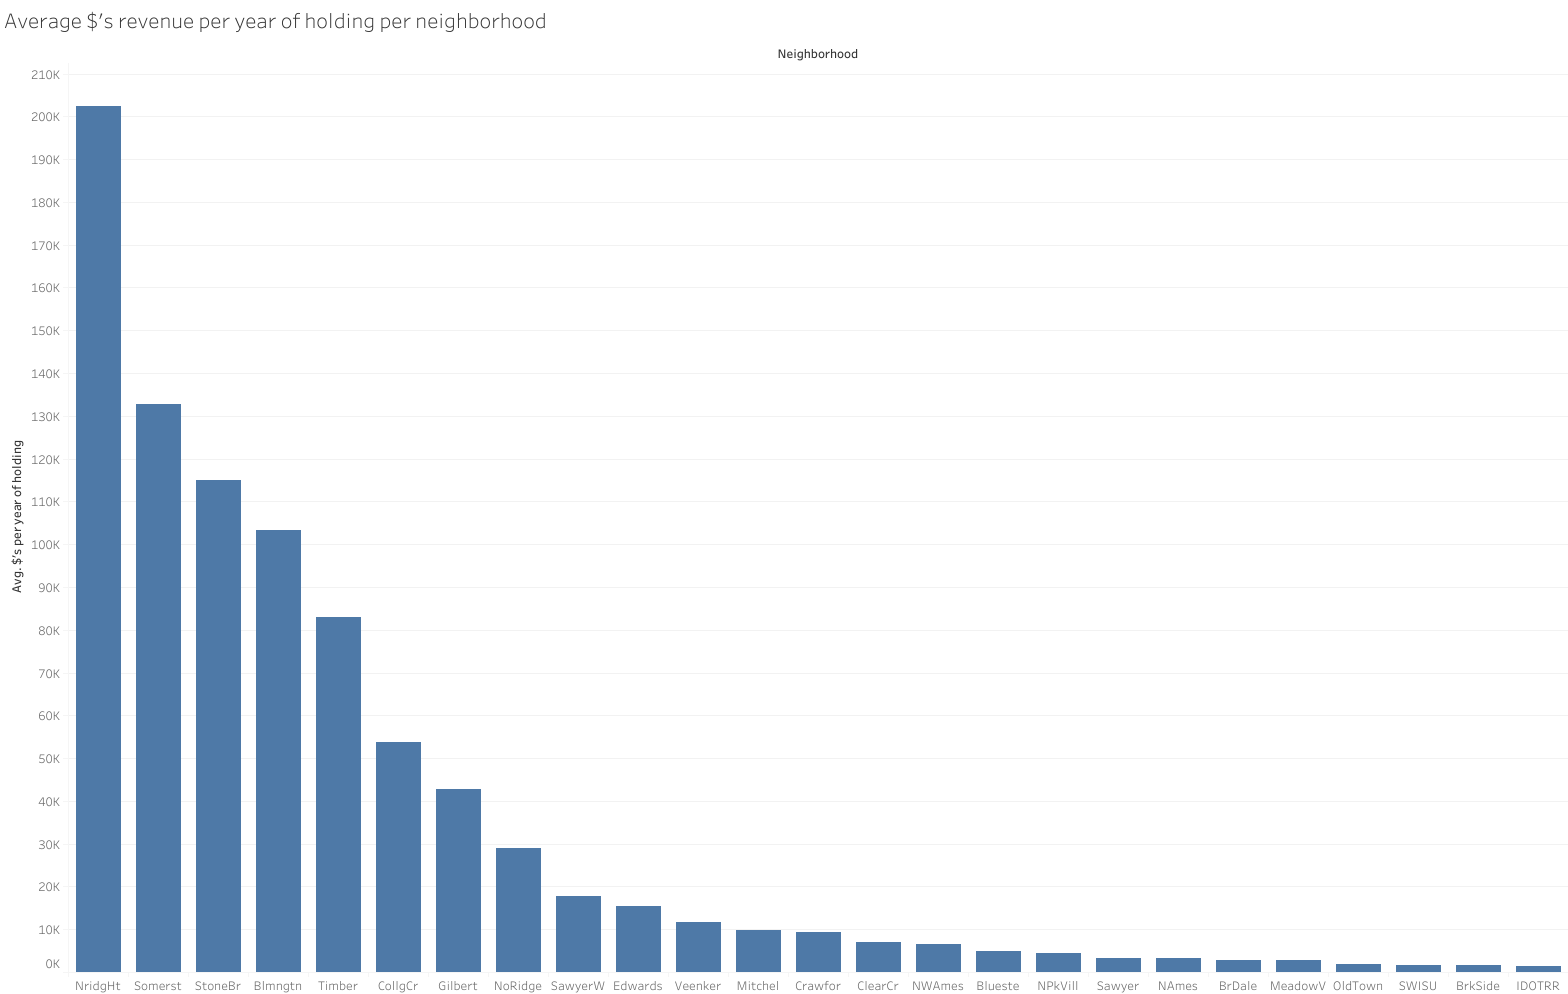 Average $'s revenue per year of holding per neighborhood
Neighborhood
210K
200K
190K
180K
170K
160K
150K
140K
130K
120K
110K
100K
90K
80K
70K
60K
50K
40K
30K
20K
10K
0K
Avg. $'s per year of holding
NridgHt Somerst StoneBr Blmngtn Timber CollgCr Gilbert NoRidge SawyerW Edwards Veenker Mitchel Crawfor ClearCr NWAmes Blueste NPkVill Sawyer NAmes BrDale MeadowV OldTown SWISU BrkSide IDOTRR